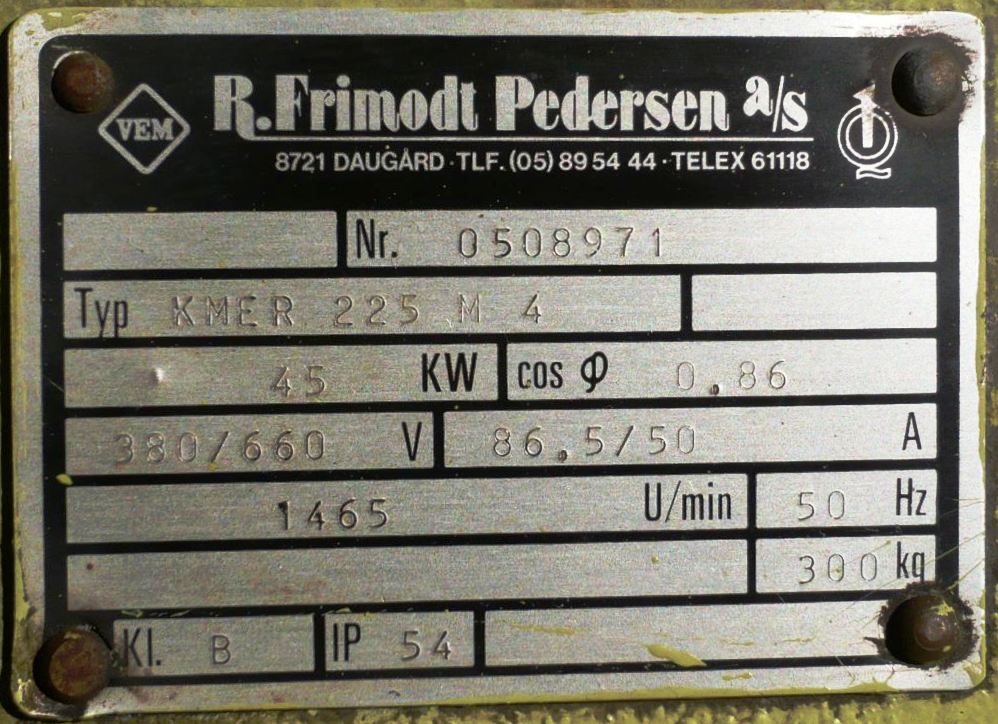 VEM
R. Frimodt Pedersen a/s
8721 DAUGÅRD · TLF. (05) 89 54 44 · TELEX 61118
Nr. 0508971
Typ KMER 225 M 4
45 KW cos φ 0,86
380/660 V 86,5/50 A
1465 U/min 50 Hz
300 kg
Kl. B IP 54